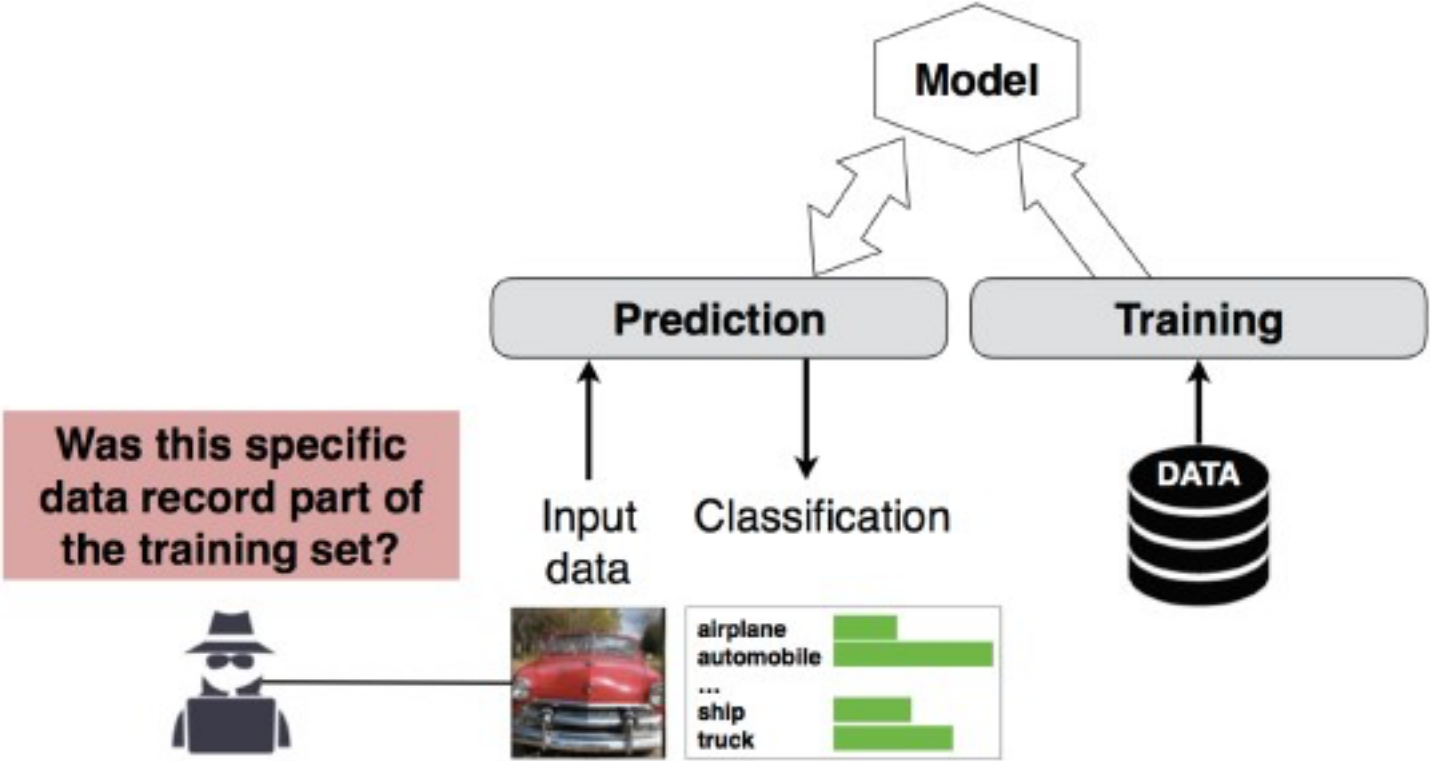 Model
Prediction
Training
Was this specific
data record part of
the training set?
Input
data
Classification
DATA
airplane
automobile
...
ship
truck